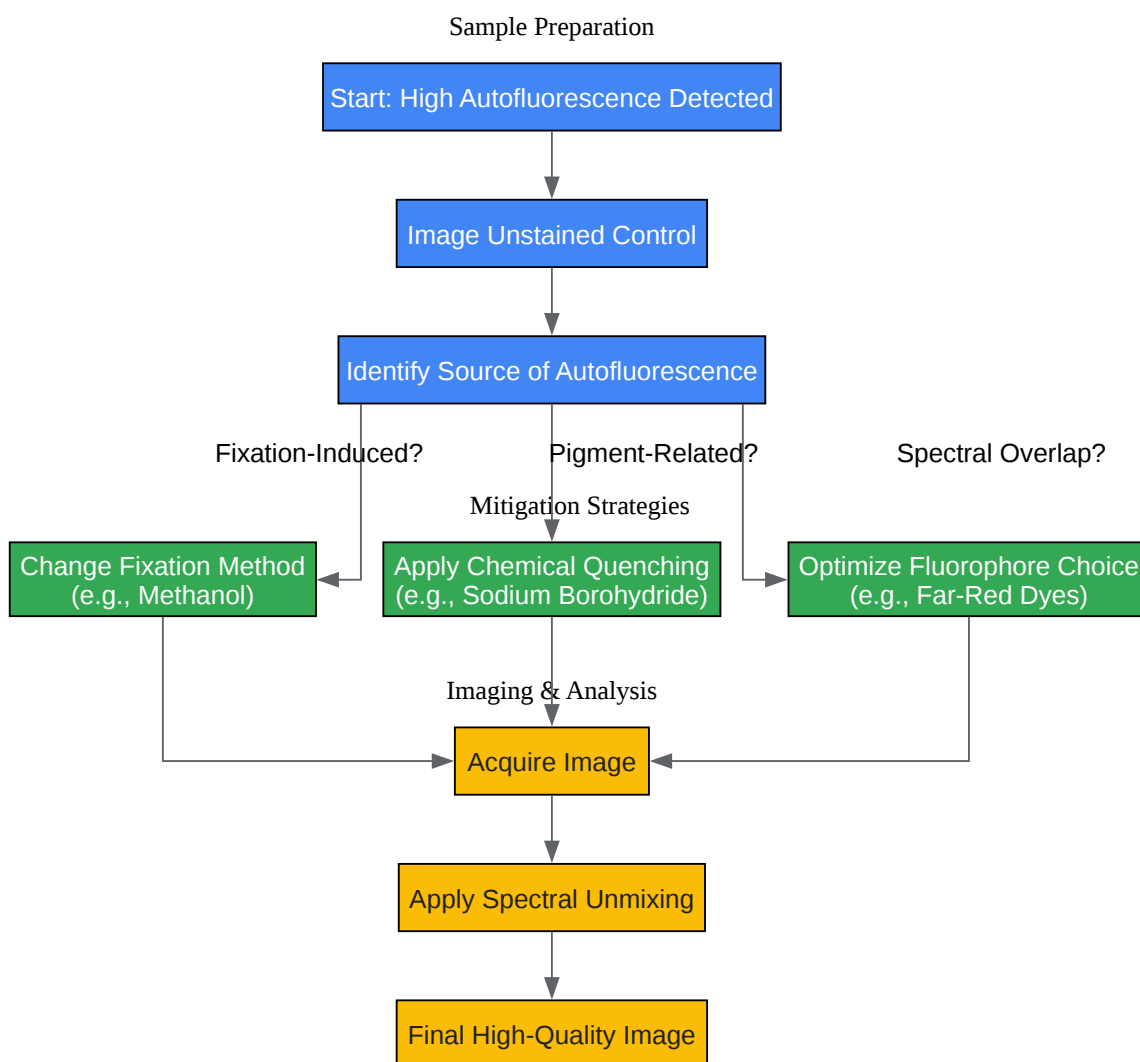 Sample Preparation
Start: High Autofluorescence Detected
Image Unstained Control
Identify Source of Autofluorescence
Fixation-Induced?
Pigment-Related?
Spectral Overlap?
Mitigation Strategies
Change Fixation Method
(e.g., Methanol)
Apply Chemical Quenching
(e.g., Sodium Borohydride)
Optimize Fluorophore Choice
(e.g., Far-Red Dyes)
Imaging & Analysis
Acquire Image
Apply Spectral Unmixing
Final High-Quality Image